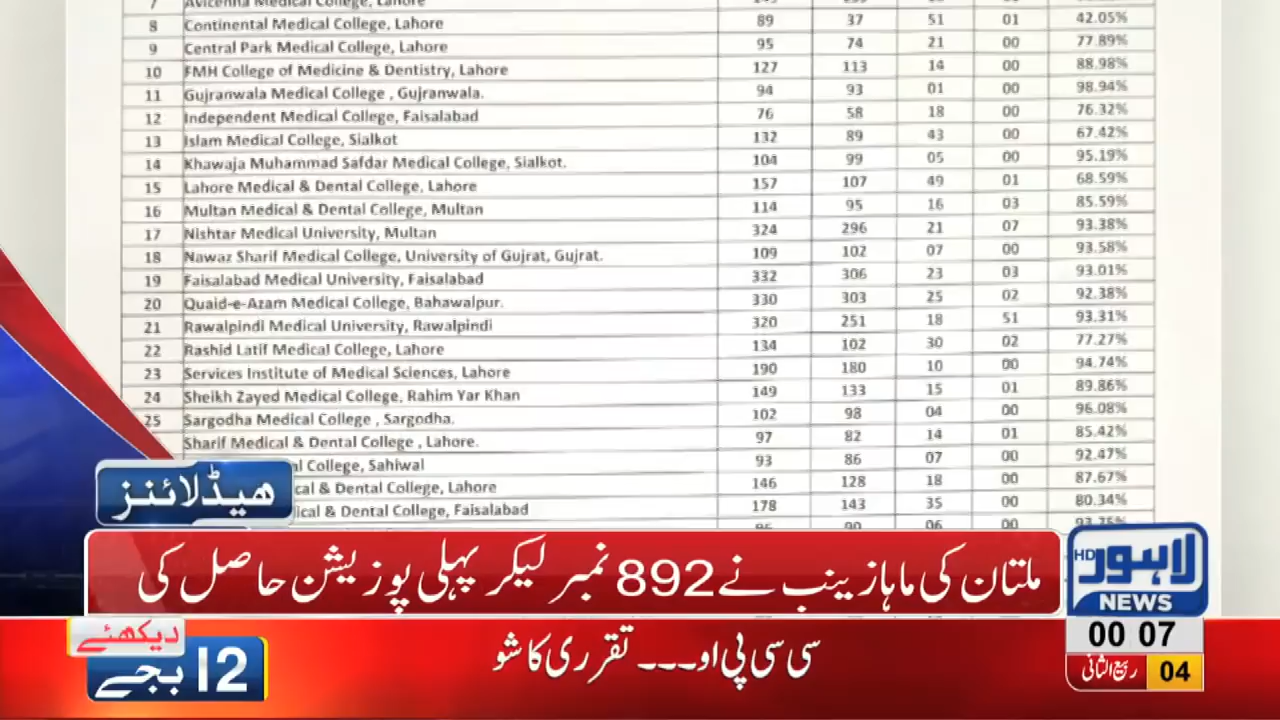 7 Avicenna Medical College, Lahore
8 Continental Medical College, Lahore 89 37 51 01 42.05%
9 Central Park Medical College, Lahore 95 74 21 00 77.89%
10 FMH College of Medicine & Dentistry, Lahore 127 113 14 00 88.98%
11 Gujranwala Medical College , Gujranwala. 94 93 01 00 98.94%
12 Independent Medical College, Faisalabad 76 58 18 00 76.32%
13 Islam Medical College, Sialkot 132 89 43 00 67.42%
14 Khawaja Muhammad Safdar Medical College, Sialkot. 104 99 05 00 95.19%
15 Lahore Medical & Dental College, Lahore 157 107 49 01 68.59%
16 Multan Medical & Dental College, Multan 114 95 16 03 85.59%
17 Nishtar Medical University, Multan 324 296 21 07 93.38%
18 Nawaz Sharif Medical College, University of Gujrat, Gujrat. 109 102 07 00 93.58%
19 Faisalabad Medical University, Faisalabad 332 306 23 03 93.01%
20 Quaid-e-Azam Medical College, Bahawalpur. 330 303 25 02 92.38%
21 Rawalpindi Medical University, Rawalpindi 320 251 18 51 93.31%
22 Rashid Latif Medical College, Lahore 134 102 30 02 77.27%
23 Services Institute of Medical Sciences, Lahore 190 180 10 00 94.74%
24 Sheikh Zayed Medical College, Rahim Yar Khan 149 133 15 01 89.86%
25 Sargodha Medical College , Sargodha. 102 98 04 00 96.08%
Sharif Medical & Dental College , Lahore. 97 82 14 01 85.42%
al College, Sahiwal 93 86 07 00 92.47%
cal & Dental College, Lahore 146 128 18 00 87.67%
ical & Dental College, Faisalabad 178 143 35 00 80.34%
96 90 06 00 93.75%
ھیڈلائنز
ملتان کی ماہازینب نے 892 نمبر لیکر پہلی پوزیشن حاصل کی
لاہور HD
NEWS
دیکھئے
12 بجے
سی سی پی او۔۔۔ تقرری کا شو
00 07
04 ربیع الثانی